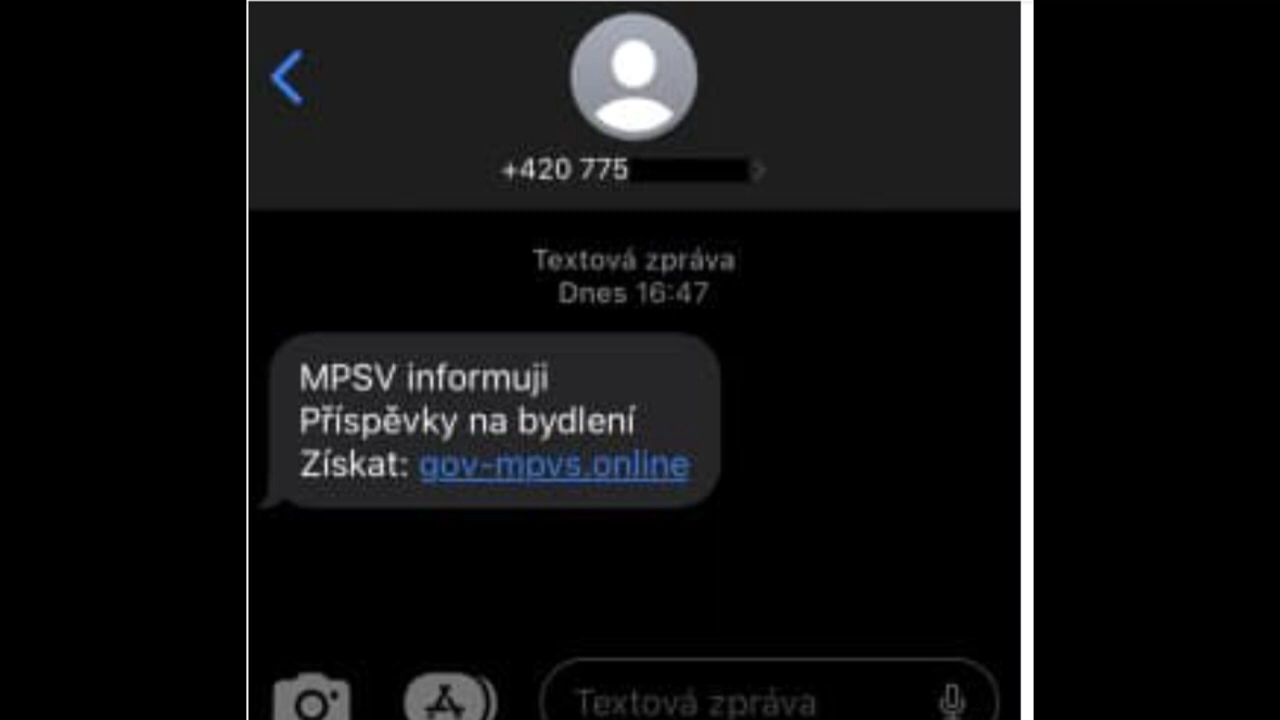 +420 775
Textová zpráva
Dnes 16:47
MPSV informuji
Příspěvky na bydlení
Získat: gov-mpvs.online
Textová zpráva